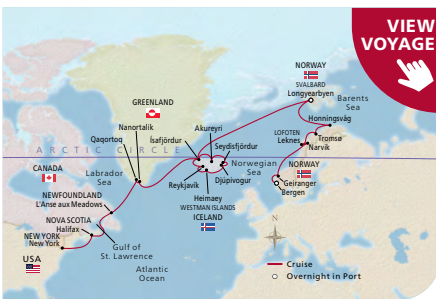 VIEW
VOYAGE
NORWAY
SVALBARD
Longyearbyen
Barents
Sea
GREENLAND
Honningsvåg
Nanortalik
Akureyri
LOFOTEN
Tromsø
Qaqortoq
Ísafjördur
Seydisfjördur
Leknes
Narvik
ARCTIC CIRCLE
CANADA
Labrador
Sea
Norwegian
Sea
NORWAY
Reykjavík
Djúpivogur
Geiranger
Bergen
NEWFOUNDLAND
L'Anse aux Meadows
Heimaey
WESTMAN ISLANDS
ICELAND
NOVA SCOTIA
Halifax
NEW YORK
New York
Gulf of
St. Lawrence
N
USA
Atlantic
Ocean
Cruise
Overnight in Port